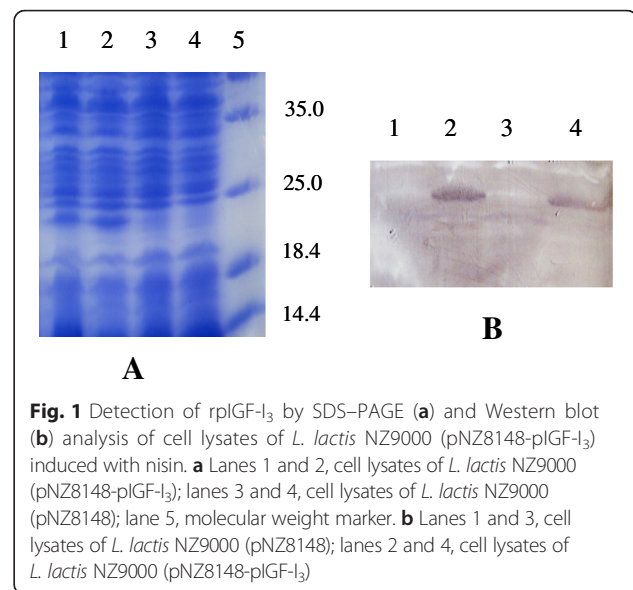 1 2 3 4 5
35.0
25.0
18.4
14.4
A
1 2 3 4
B
Fig. 1 Detection of rpIGF-I₃ by SDS–PAGE (a) and Western blot
(b) analysis of cell lysates of L. lactis NZ9000 (pNZ8148-pIGF-I₃)
induced with nisin. a Lanes 1 and 2, cell lysates of L. lactis NZ9000
(pNZ8148-pIGF-I₃); lanes 3 and 4, cell lysates of L. lactis NZ9000
(pNZ8148); lane 5, molecular weight marker. b Lanes 1 and 3, cell
lysates of L. lactis NZ9000 (pNZ8148); lanes 2 and 4, cell lysates of
L. lactis NZ9000 (pNZ8148-pIGF-I₃)